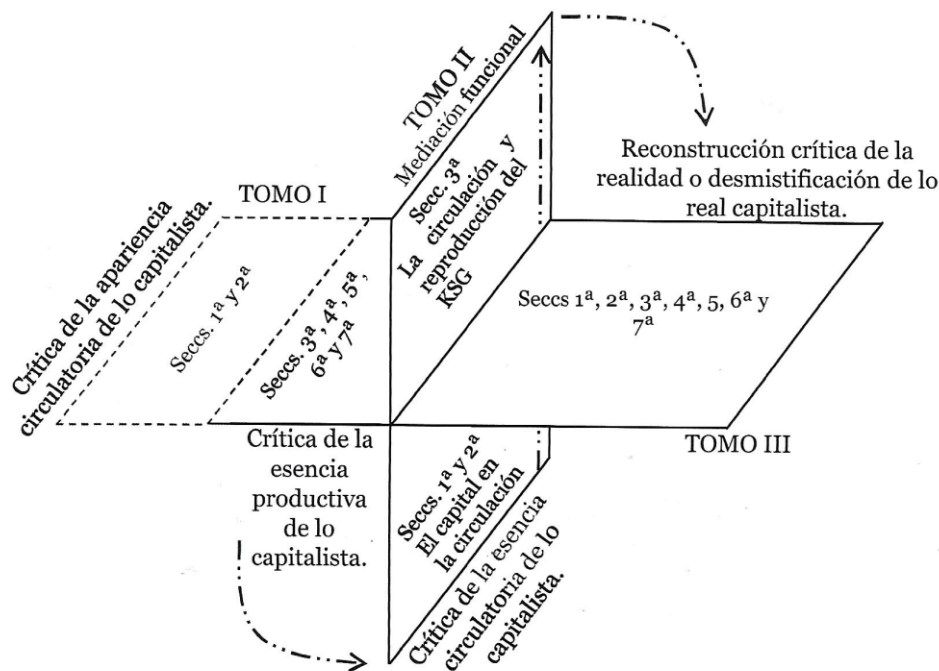 TOMO II
Mediación funcional
Secc. 3ª
La circulación y
reproducción del
KSG
Reconstrucción crítica de la
realidad o desmistificación de lo
real capitalista.
TOMO I
Crítica de la apariencia
circulatoria de lo capitalista.
Seccs. 1ª y 2ª
Seccs. 3ª, 4ª, 5ª,
6ª y 7ª
Seccs 1ª, 2ª, 3ª, 4ª, 5, 6ª y
7ª
TOMO III
Crítica de la
esencia
productiva
de lo
capitalista.
Seccs. 1ª y 2ª
El capital en
la circulación
Crítica de la esencia
circulatoria de lo
capitalista.